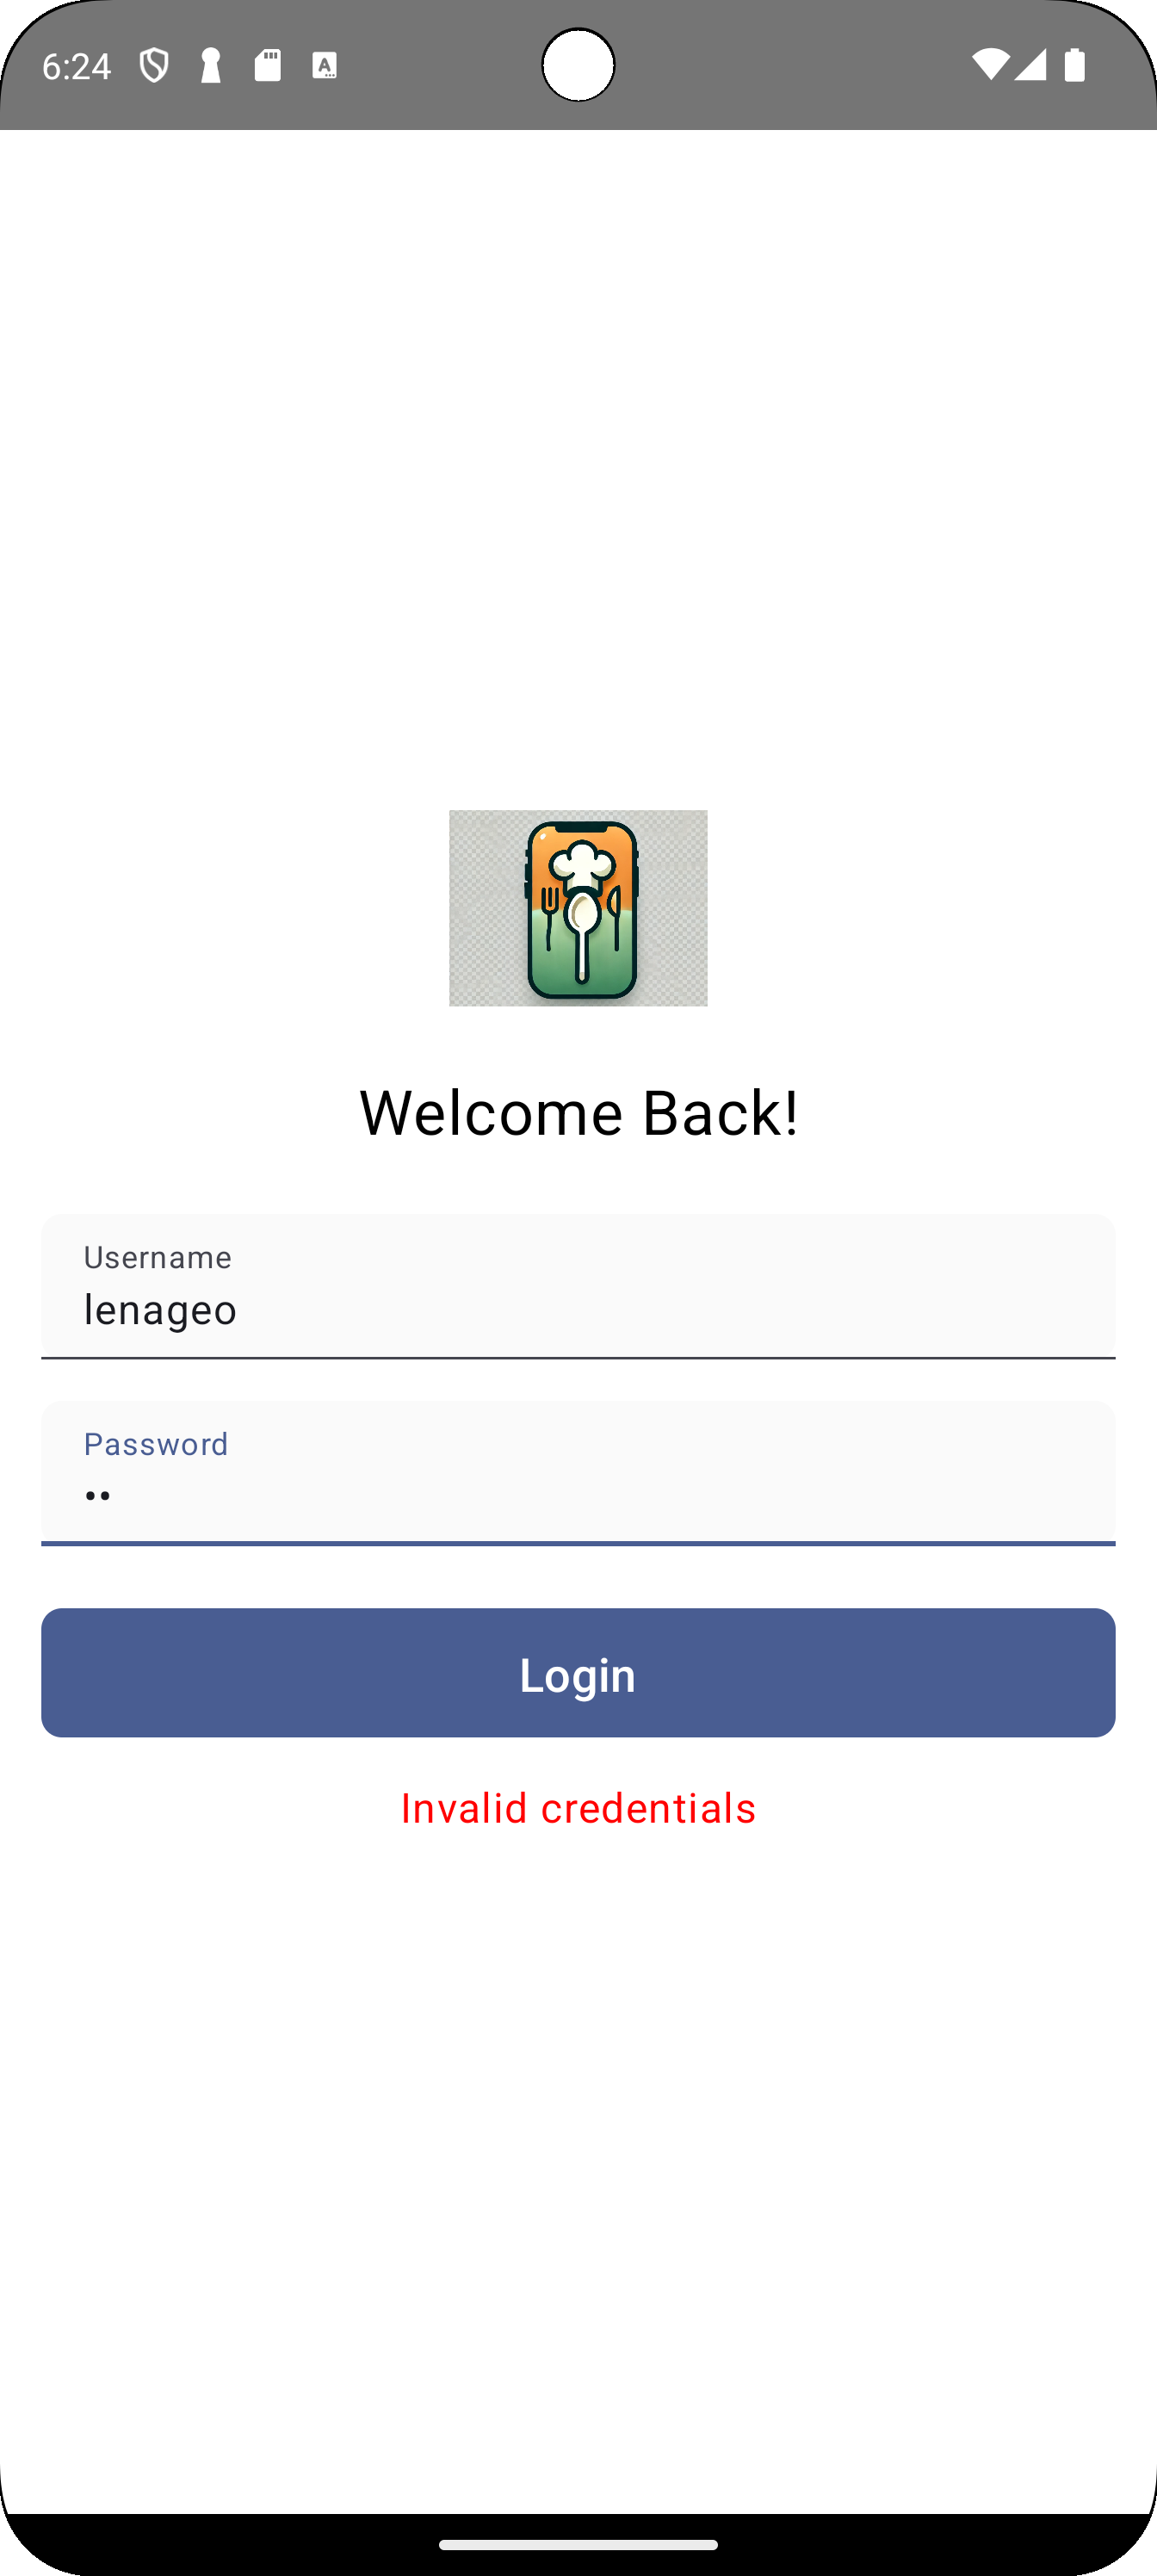 6:24
Welcome Back!
Username
lenageo
Password
••
Login
Invalid credentials